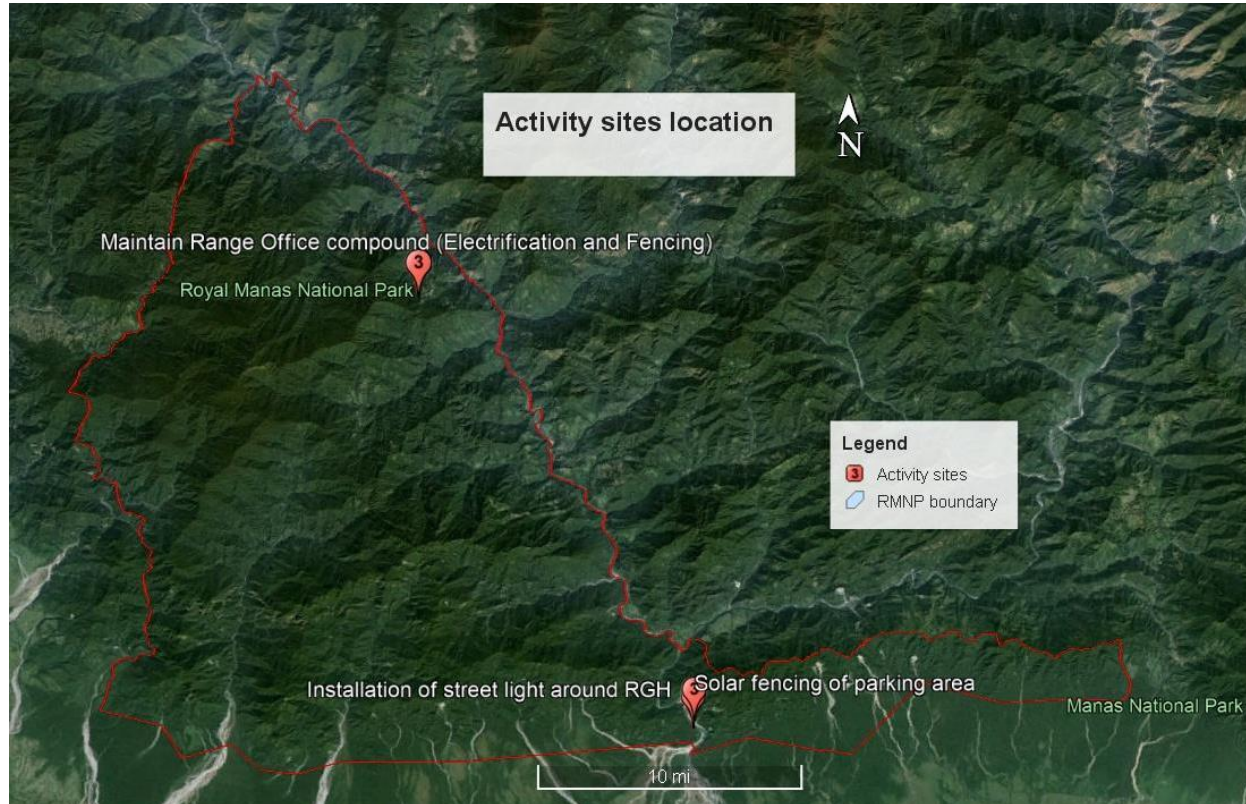 Activity sites location
N
Maintain Range Office compound (Electrification and Fencing)
3
Royal Manas National Park
Legend
3 Activity sites
RMNP boundary
Installation of street light around RGH
3
Solar fencing of parking area
Manas National Park
10 mi